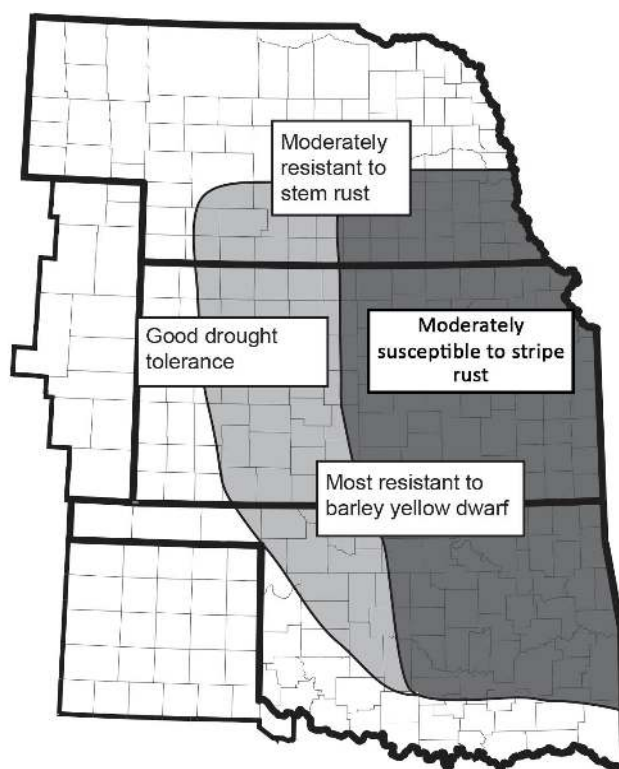 Moderately
resistant to
stem rust
Good drought
tolerance
Moderately
susceptible to stripe
rust
Most resistant to
barley yellow dwarf